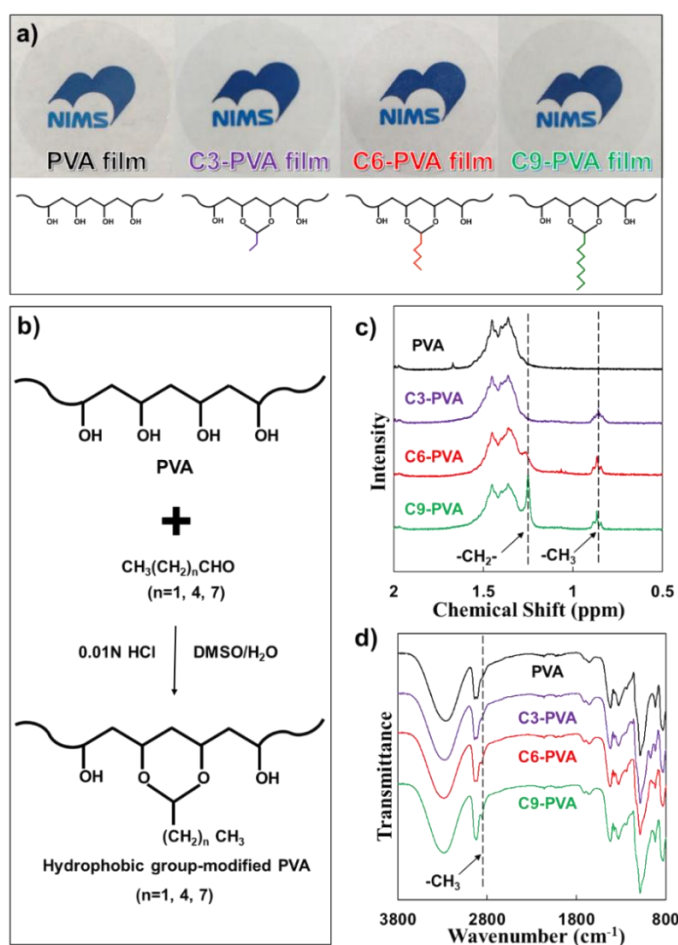 a)
NIMS NIMS NIMS NIMS
PVA film C3-PVA film C6-PVA film C9-PVA film
OH OH OH OH OH O O OH OH O O OH OH O O OH
b)
OH OH OH OH
PVA
+
CH₃(CH₂)ₙCHO
(n=1, 4, 7)
0.01N HCl DMSO/H₂O
OH O O OH
(CH₂)ₙ CH₃
Hydrophobic group-modified PVA
(n=1, 4, 7)
c)
PVA
C3-PVA
C6-PVA
C9-PVA
-CH₂- -CH₃
Intensity
2 1.5 1 0.5
Chemical Shift (ppm)
d)
PVA
C3-PVA
C6-PVA
C9-PVA
-CH₃
Transmittance
3800 2800 1800 800
Wavenumber (cm⁻¹)